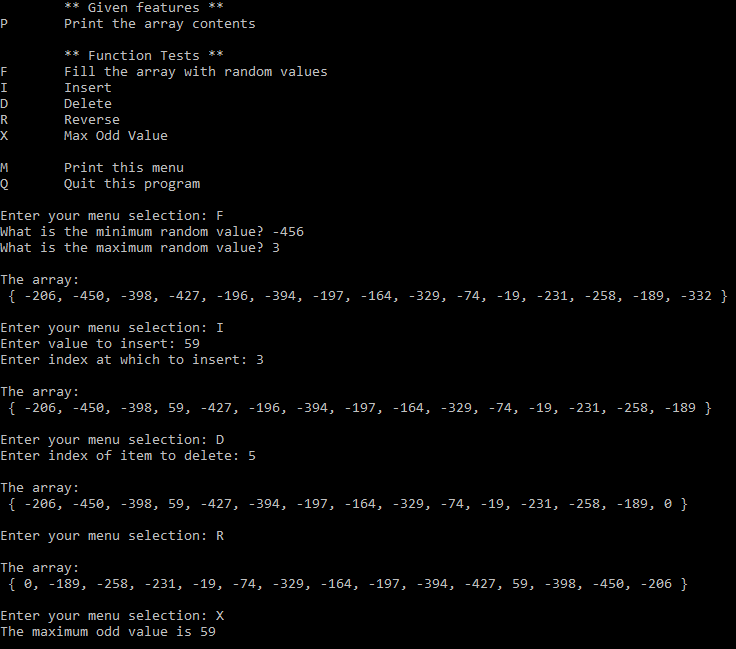 ** Given features **
P Print the array contents
** Function Tests **
F Fill the array with random values
I Insert
D Delete
R Reverse
X Max Odd Value
M Print this menu
Q Quit this program
Enter your menu selection: F
What is the minimum random value? -456
What is the maximum random value? 3
The array:
{ -206, -450, -398, -427, -196, -394, -197, -164, -329, -74, -19, -231, -258, -189, -332 }
Enter your menu selection: I
Enter value to insert: 59
Enter index at which to insert: 3
The array:
{ -206, -450, -398, 59, -427, -196, -394, -197, -164, -329, -74, -19, -231, -258, -189 }
Enter your menu selection: D
Enter index of item to delete: 5
The array:
{ -206, -450, -398, 59, -427, -394, -197, -164, -329, -74, -19, -231, -258, -189, 0 }
Enter your menu selection: R
The array:
{ 0, -189, -258, -231, -19, -74, -329, -164, -197, -394, -427, 59, -398, -450, -206 }
Enter your menu selection: X
The maximum odd value is 59